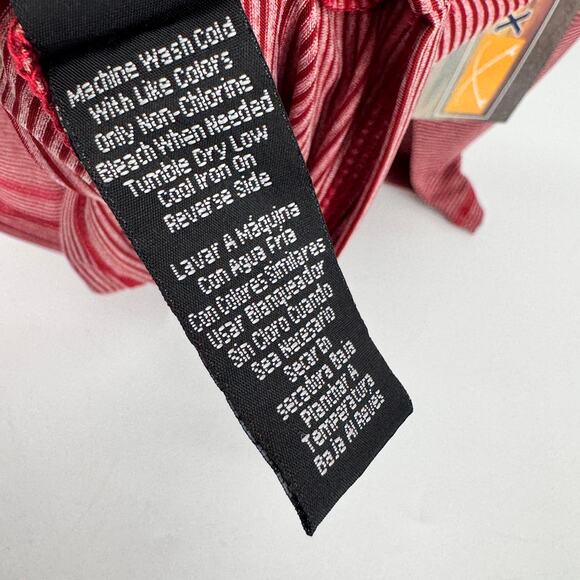 Machine Wash Cold
With Like Colors
Only Non-Chlorine
Bleach When Needed
Tumble Dry Low
Cool Iron On
Reverse Side
Lavar A Máquina
Con Agua Fría
Con Colores Similares
Usar Blanqueador
Sin Cloro Cuando
Sea Necesario
Secar En
secadora Baja
Planchar A
Temperatura
Baja Al Revés
X